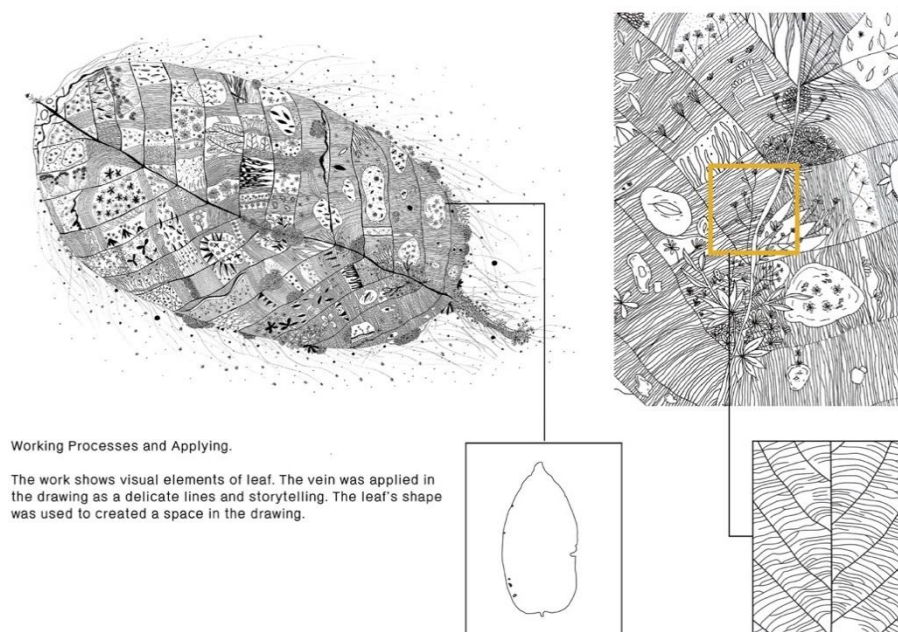 Working Processes and Applying.
The work shows visual elements of leaf. The vein was applied in
the drawing as a delicate lines and storytelling. The leaf's shape
was used to created a space in the drawing.